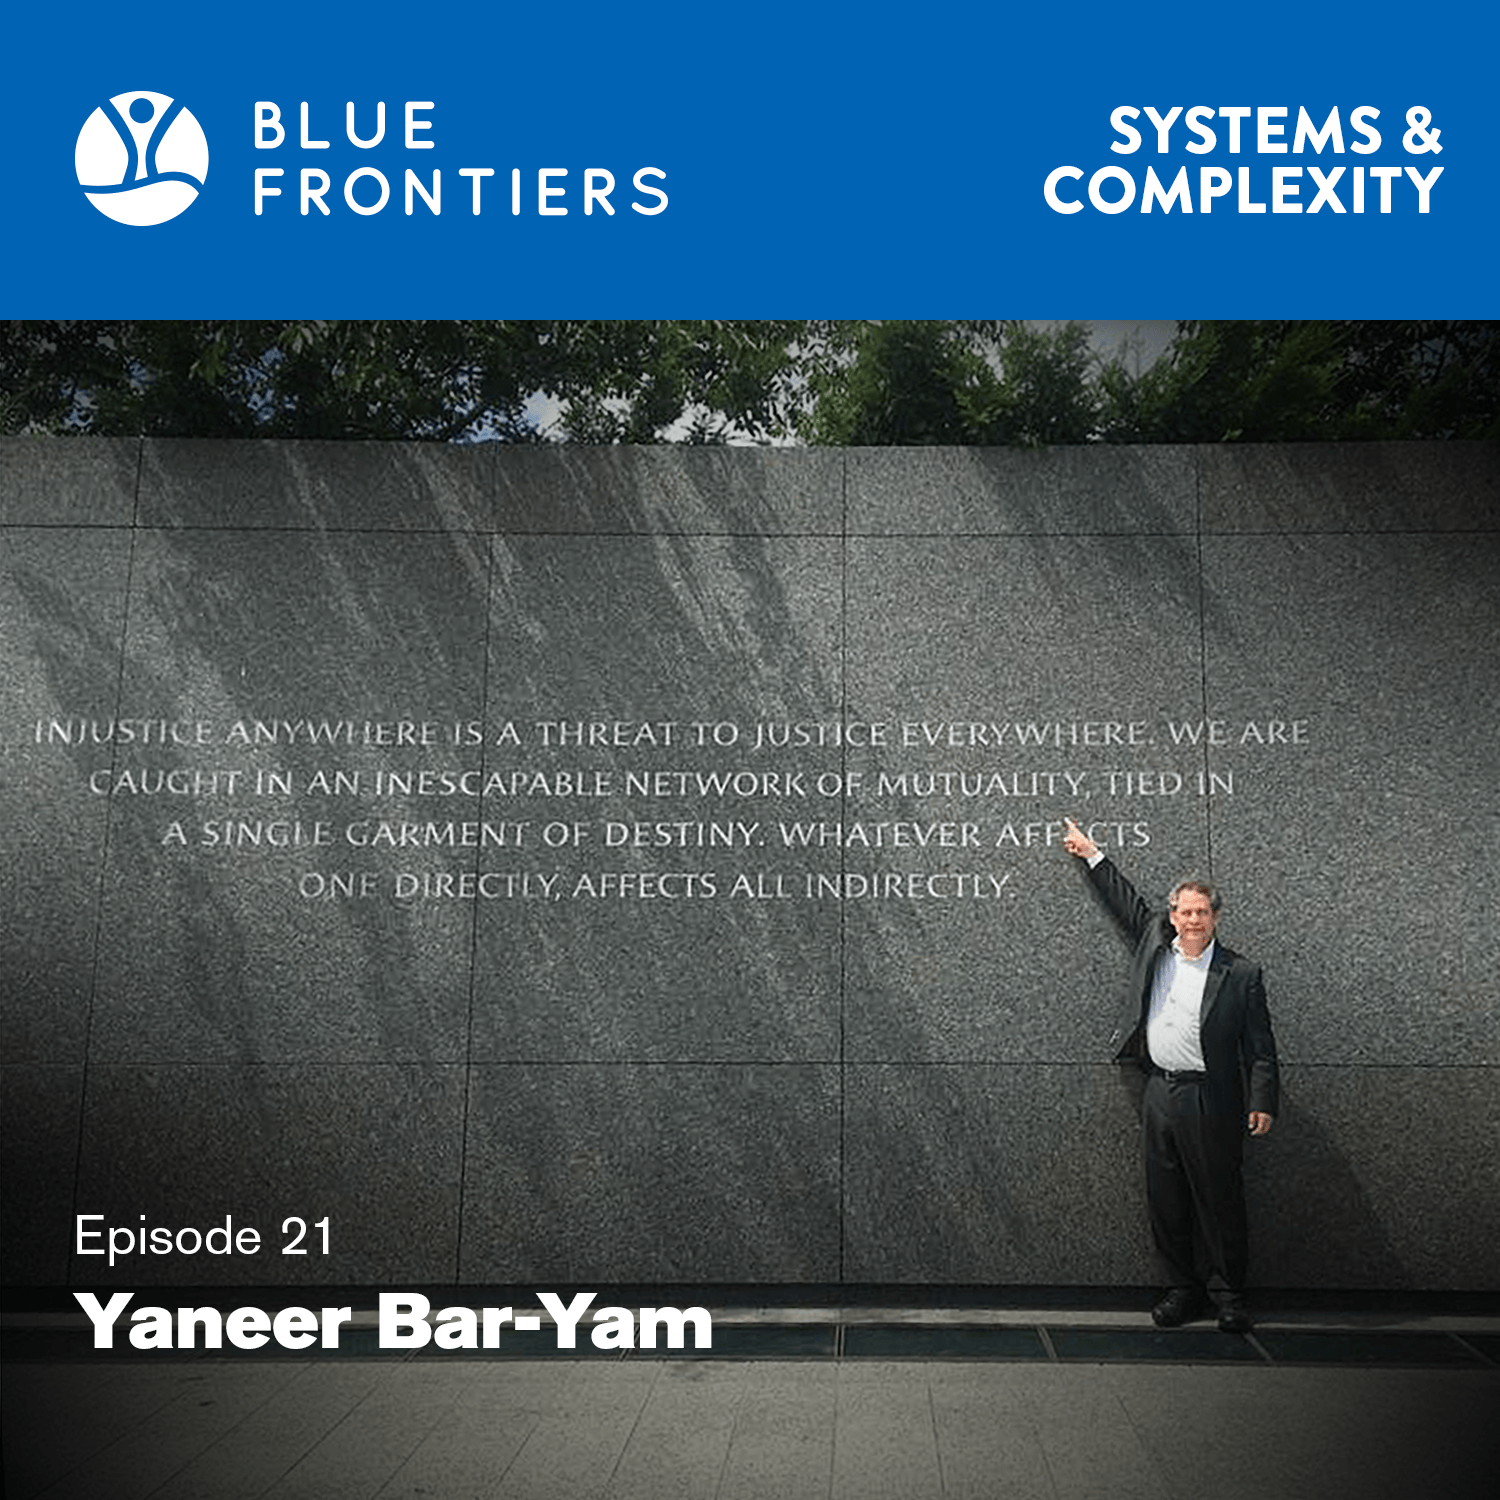 BLUE
FRONTIERS
SYSTEMS &
COMPLEXITY
INJUSTICE ANYWHERE IS A THREAT TO JUSTICE EVERYWHERE. WE ARE
CAUGHT IN AN INESCAPABLE NETWORK OF MUTUALITY, TIED IN
A SINGLE GARMENT OF DESTINY. WHATEVER AFFECTS
ONE DIRECTLY, AFFECTS ALL INDIRECTLY.
Episode 21
Yaneer Bar-Yam